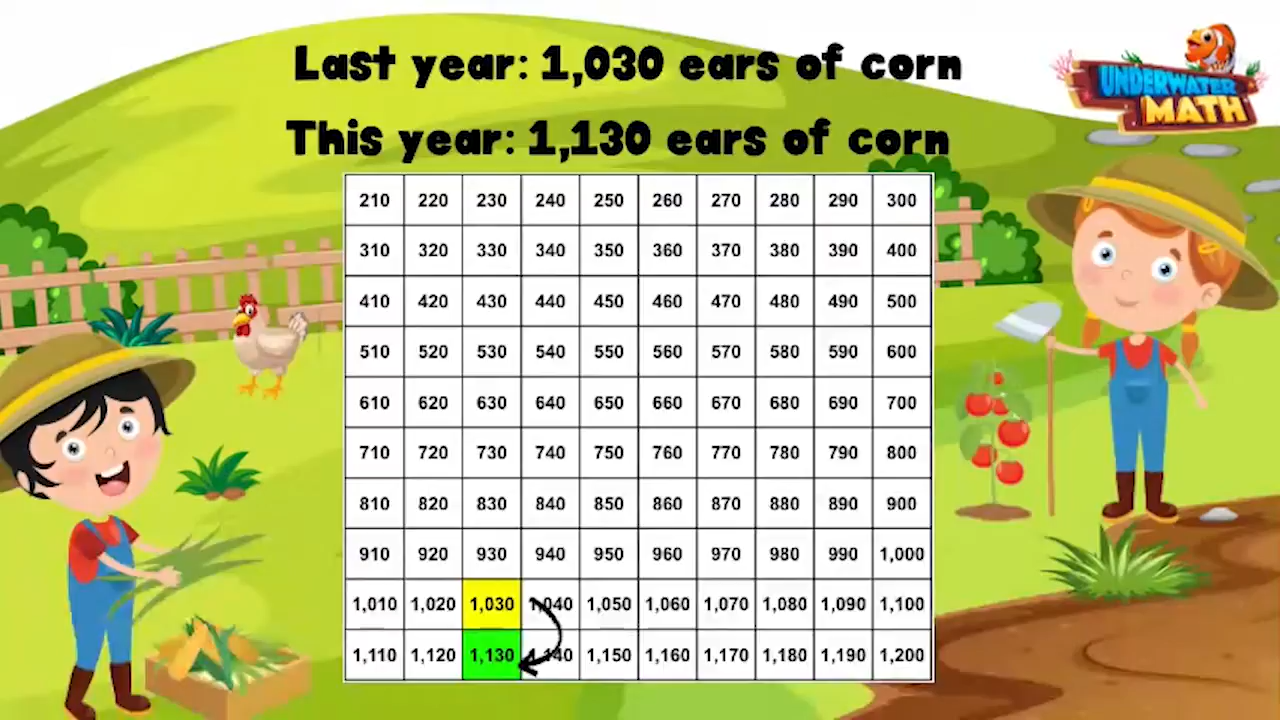 Last year: 1,030 ears of corn
This year: 1,130 ears of corn
UNDERWATER
MATH
210 220 230 240 250 260 270 280 290 300
310 320 330 340 350 360 370 380 390 400
410 420 430 440 450 460 470 480 490 500
510 520 530 540 550 560 570 580 590 600
610 620 630 640 650 660 670 680 690 700
710 720 730 740 750 760 770 780 790 800
810 820 830 840 850 860 870 880 890 900
910 920 930 940 950 960 970 980 990 1,000
1,010 1,020 1,030 1,040 1,050 1,060 1,070 1,080 1,090 1,100
1,110 1,120 1,130 1,140 1,150 1,160 1,170 1,180 1,190 1,200